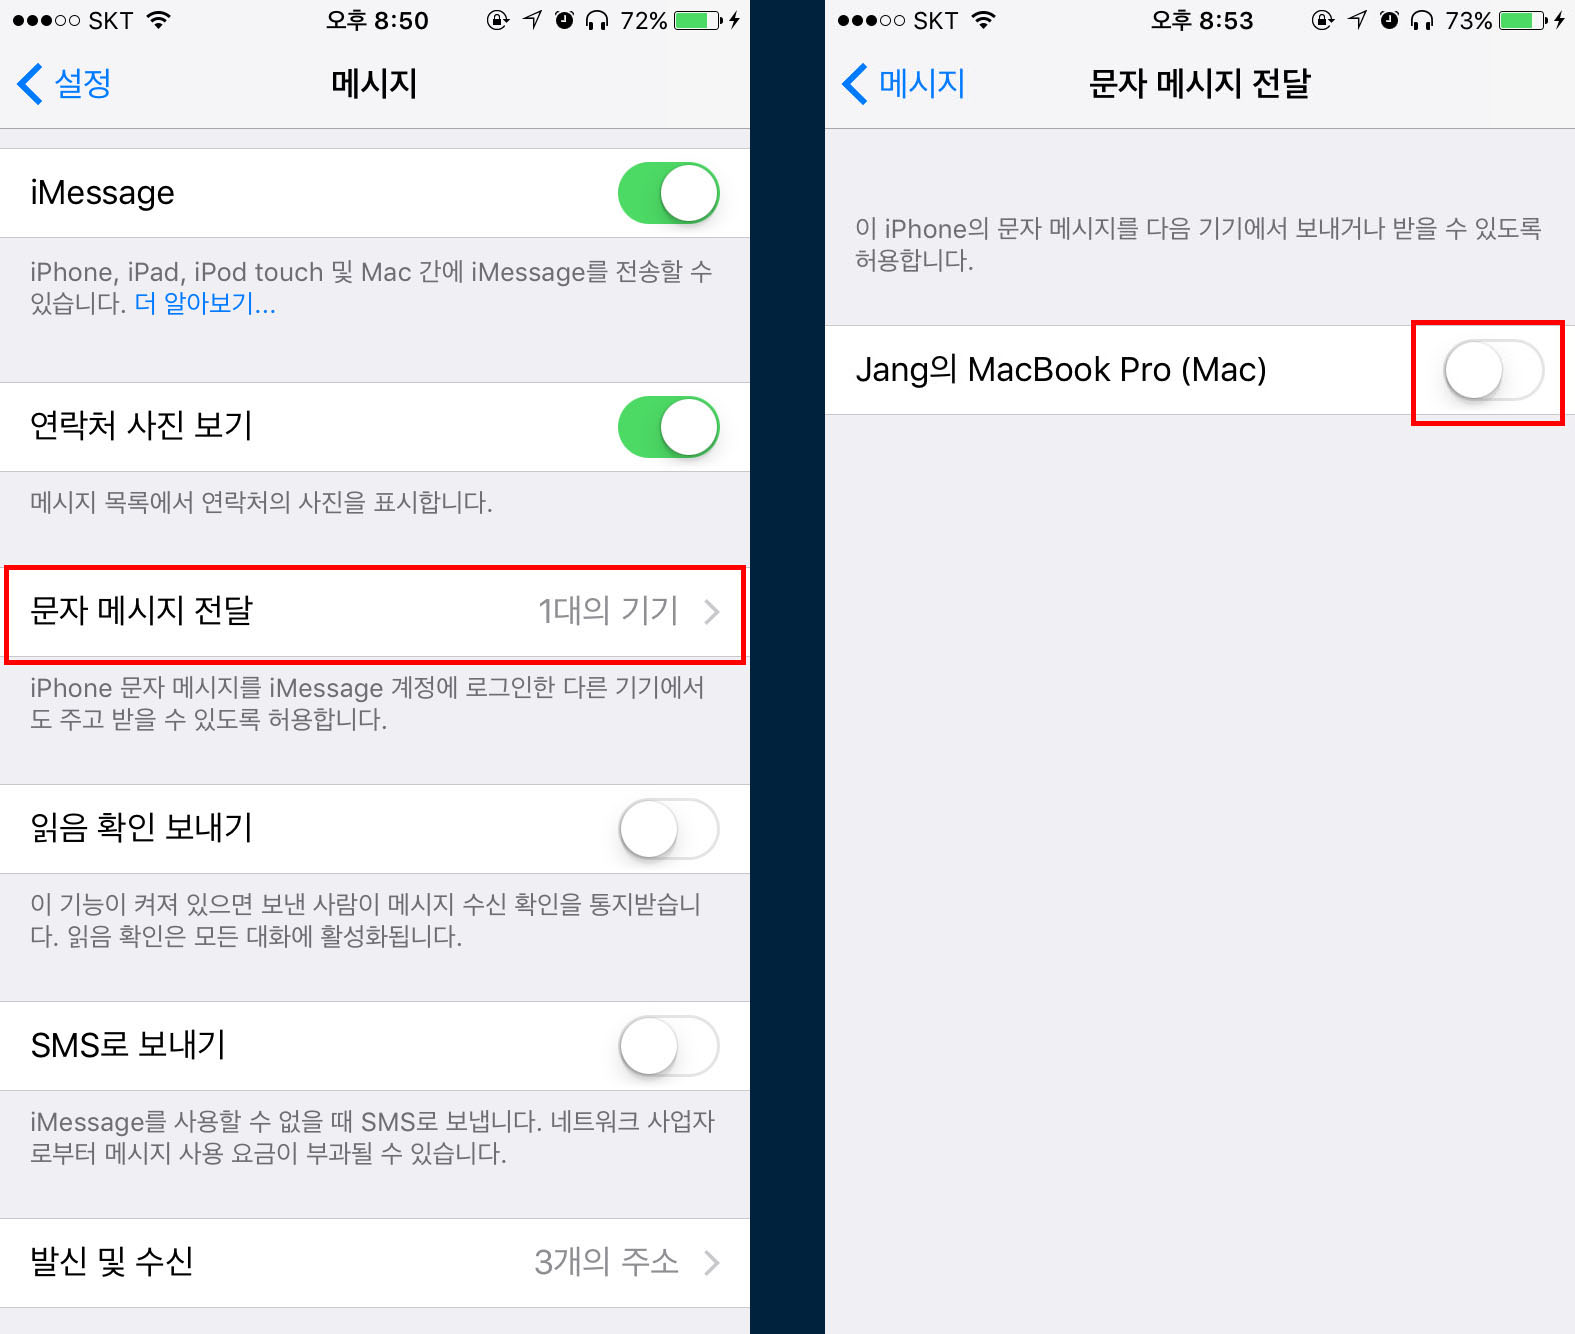 SKT 오후 8:50 72%
설정 메시지
iMessage
iPhone, iPad, iPod touch 및 Mac 간에 iMessage를 전송할 수
있습니다. 더 알아보기...
연락처 사진 보기
메시지 목록에서 연락처의 사진을 표시합니다.
문자 메시지 전달 1대의 기기
iPhone 문자 메시지를 iMessage 계정에 로그인한 다른 기기에서
도 주고 받을 수 있도록 허용합니다.
읽음 확인 보내기
이 기능이 켜져 있으면 보낸 사람이 메시지 수신 확인을 통지받습니
다. 읽음 확인은 모든 대화에 활성화됩니다.
SMS로 보내기
iMessage를 사용할 수 없을 때 SMS로 보냅니다. 네트워크 사업자
로부터 메시지 사용 요금이 부과될 수 있습니다.
발신 및 수신 3개의 주소
SKT 오후 8:53 73%
메시지 문자 메시지 전달
이 iPhone의 문자 메시지를 다음 기기에서 보내거나 받을 수 있도록
허용합니다.
Jang의 MacBook Pro (Mac)